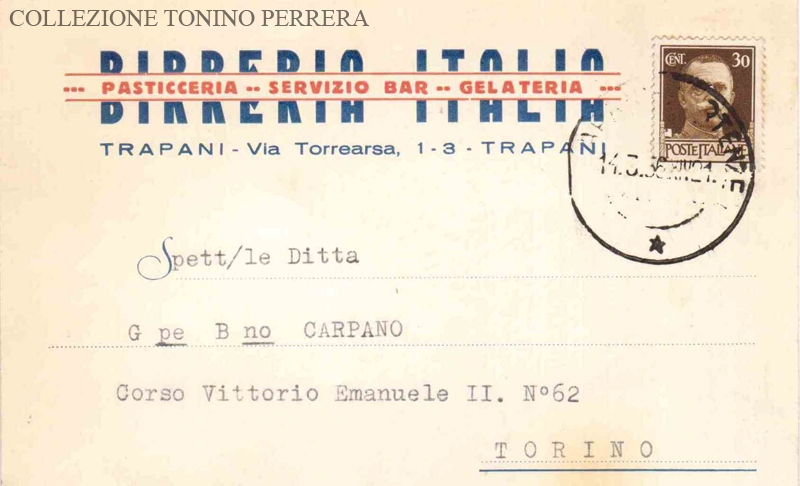 COLLEZIONE TONINO PERRERA
BIRRERIA ITALIA
··· PASTICCERIA ·· SERVIZIO BAR ·· GELATERIA ···
TRAPANI - Via Torrearsa, 1-3 - TRAPANI
CENT. 30
POSTE ITALIANE
Spett/le Ditta
G pe B no CARPANO
Corso Vittorio Emanuele II. N°62
TORINO